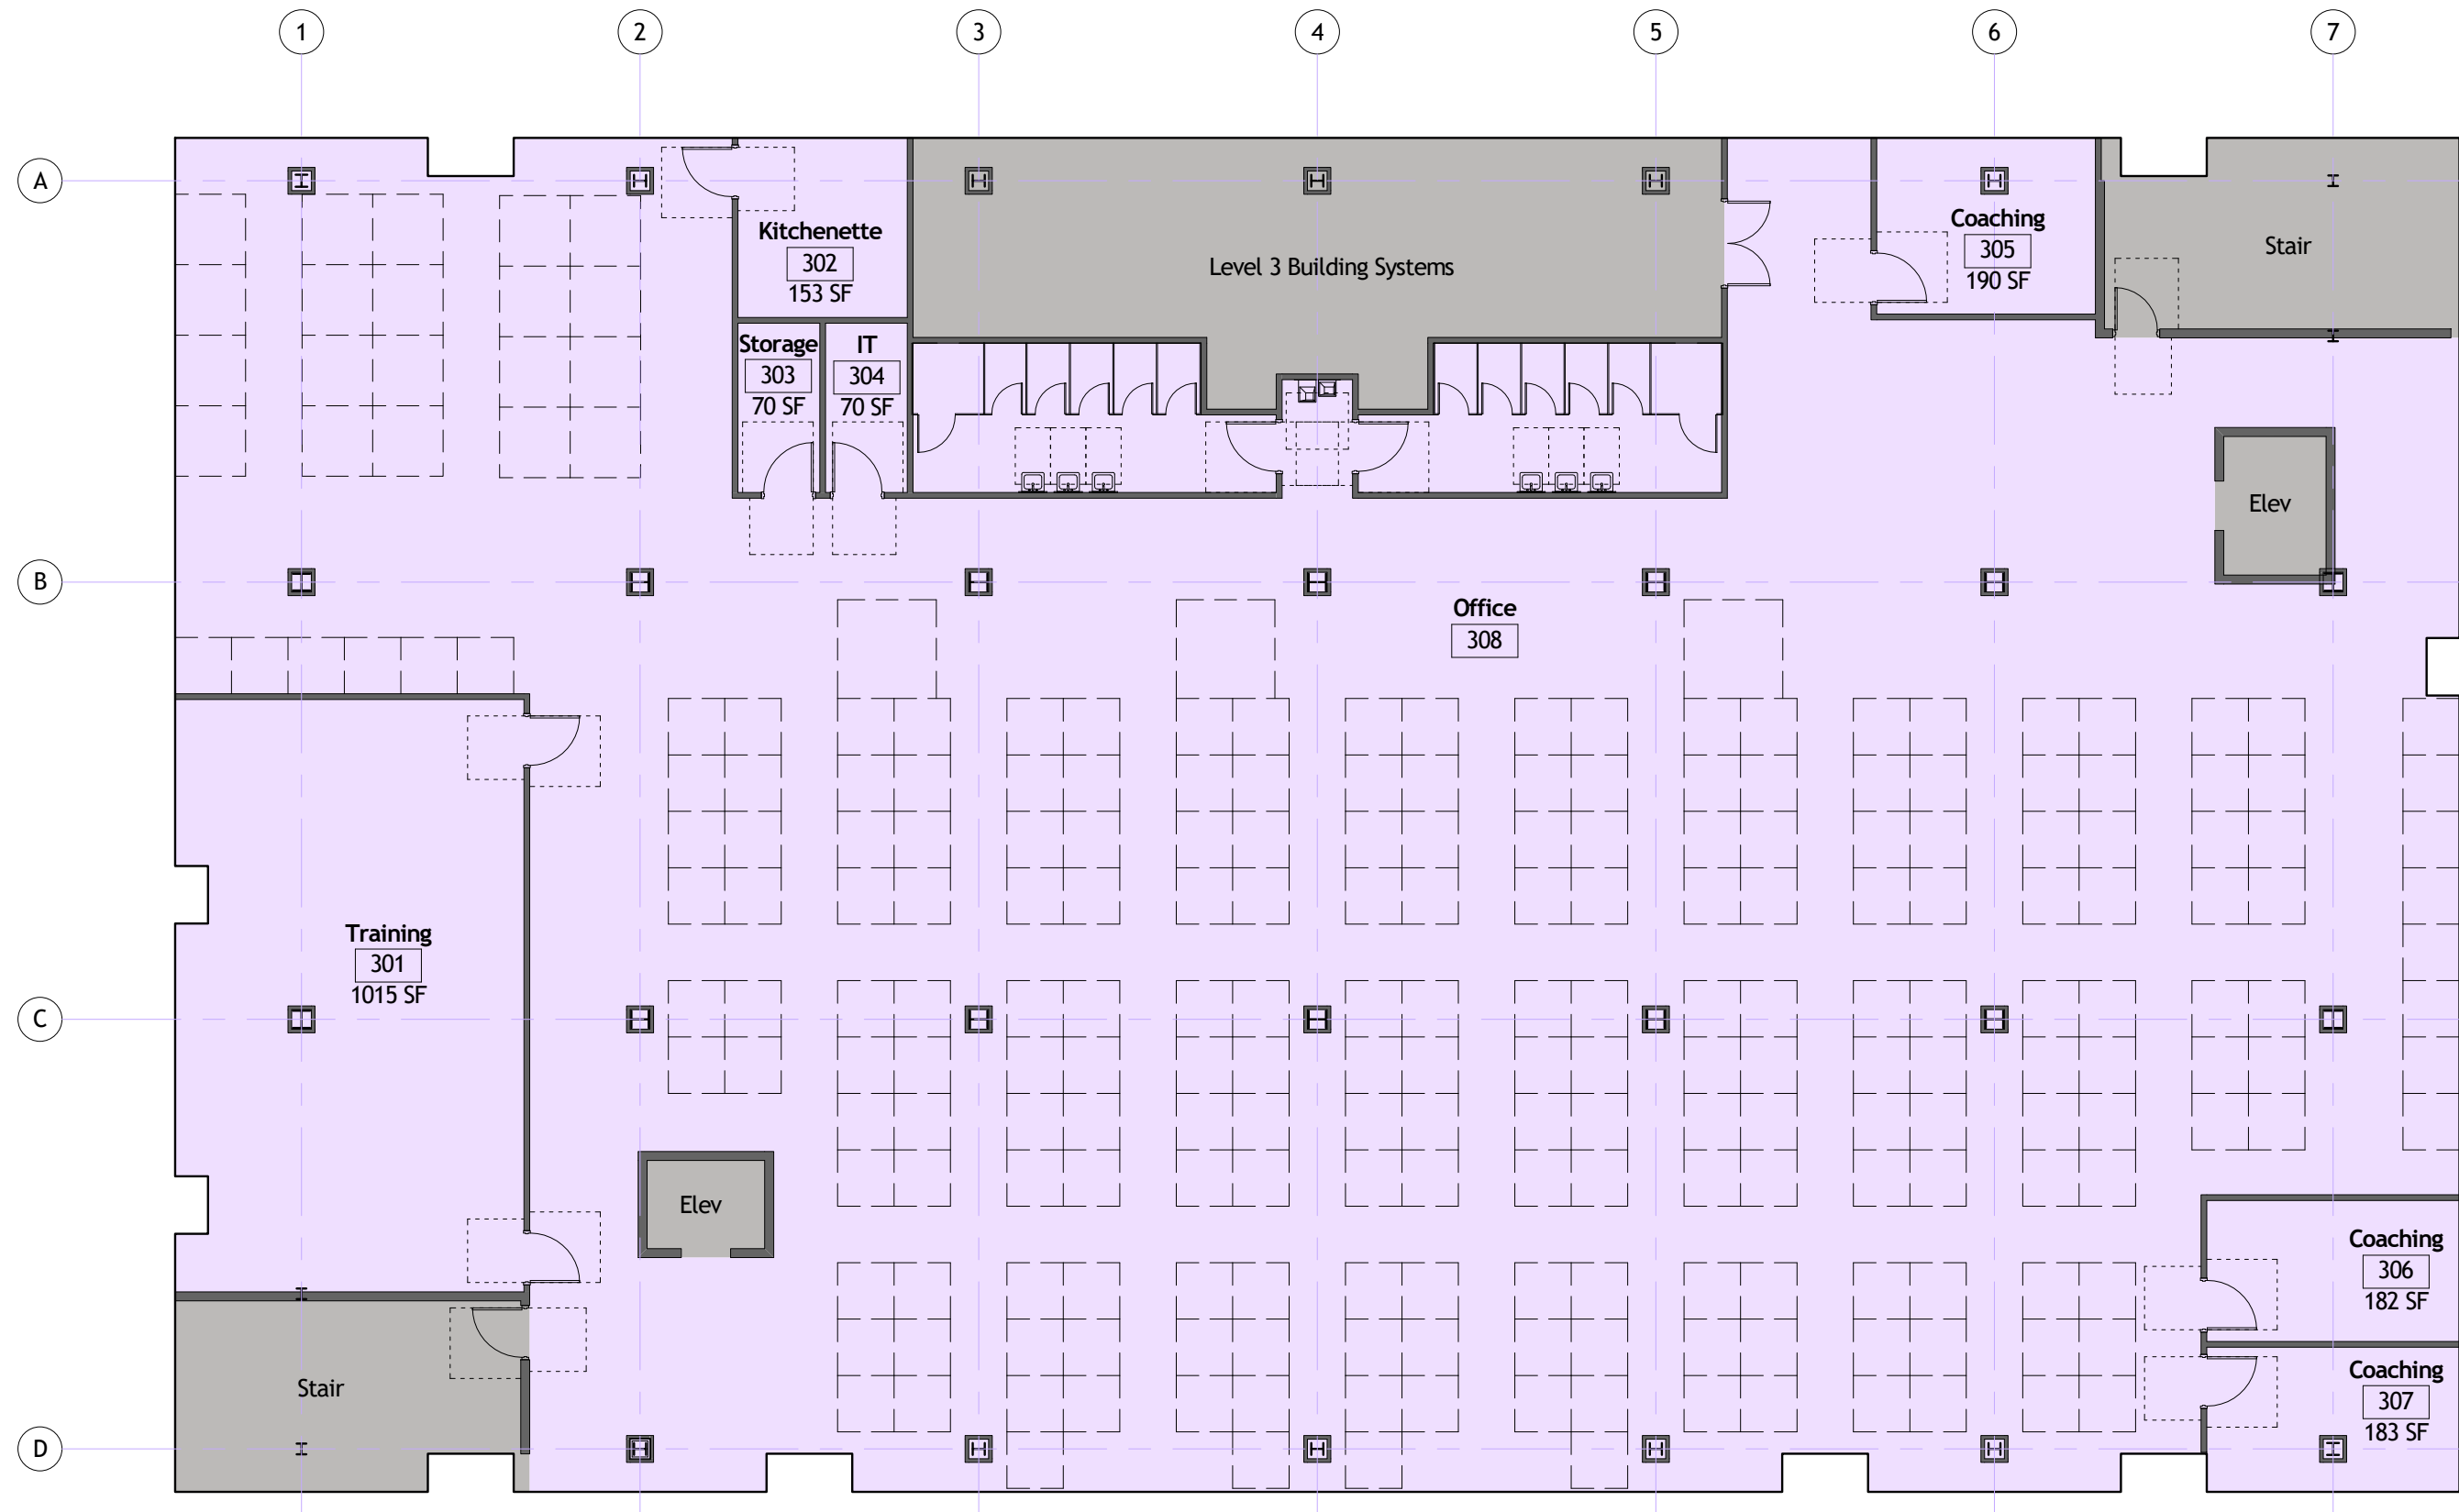 1
2
3
4
5
6
7
A
B
C
D
Kitchenette
302
153 SF
Storage
303
70 SF
IT
304
70 SF
Level 3 Building Systems
Coaching
305
190 SF
Stair
Elev
Office
308
Training
301
1015 SF
Elev
Stair
Coaching
306
182 SF
Coaching
307
183 SF